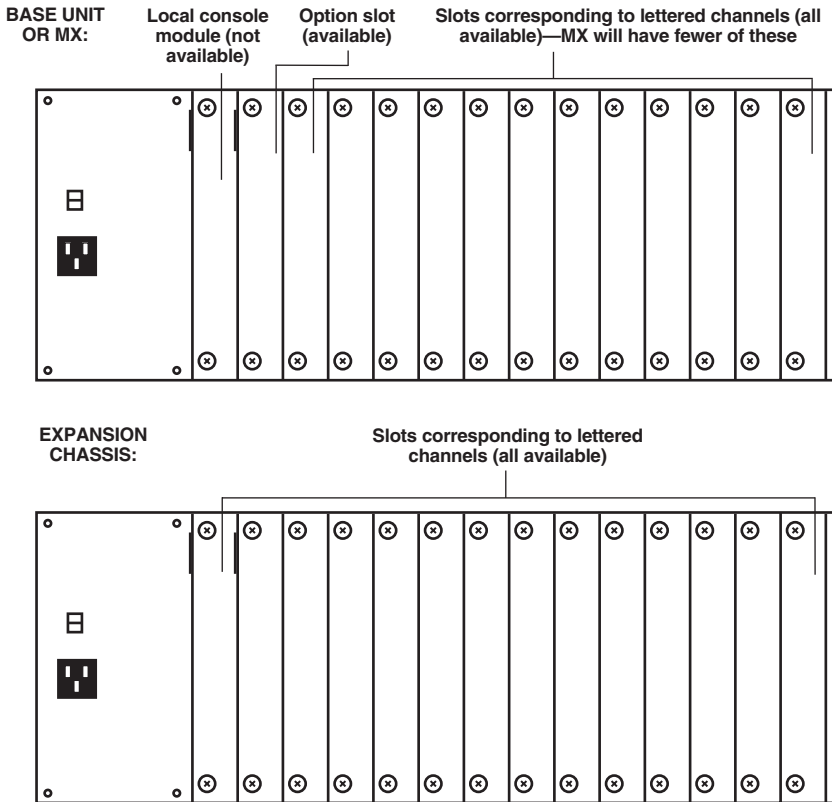 BASE UNIT
OR MX:
Local console
module (not
available)
Option slot
(available)
Slots corresponding to lettered channels (all
available)—MX will have fewer of these
EXPANSION
CHASSIS:
Slots corresponding to lettered
channels (all available)